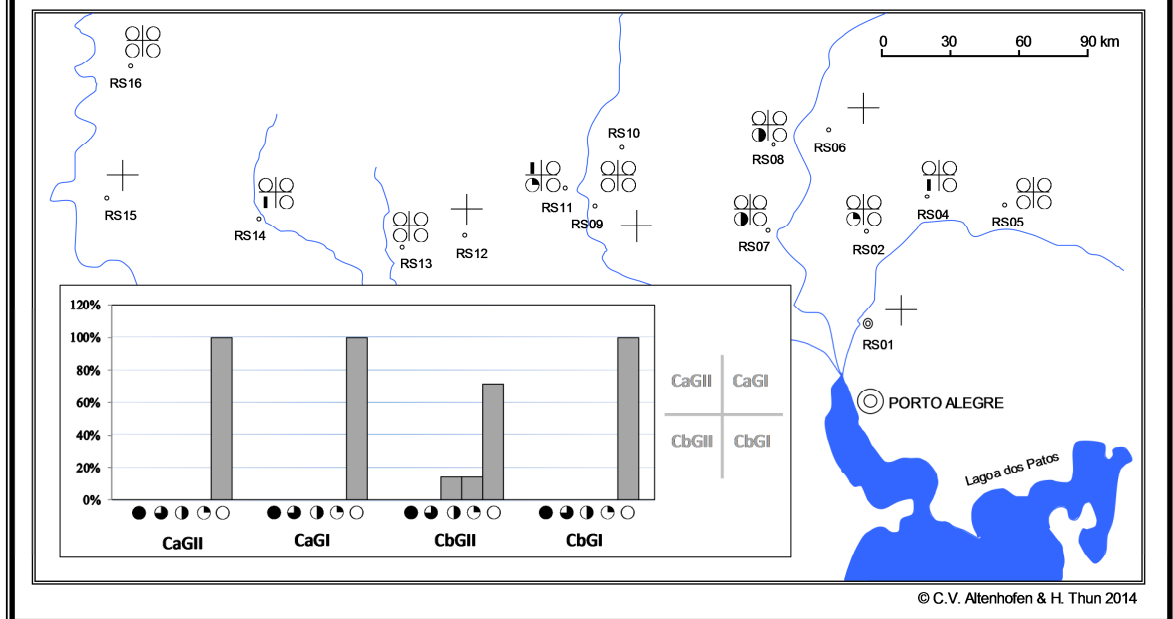 0 30 60 90 km
RS16
RS10
RS06
RS08
RS15
RS11
RS09
RS04
RS05
RS14
RS07
RS02
RS12
RS13
RS01
120%
100%
80%
60%
40%
20%
0%
CaGII CaGI CbGII CbGI
CaGII CaGI
CbGII CbGI
PORTO ALEGRE
Lagoa dos Patos
© C.V. Altenhofen & H. Thun 2014